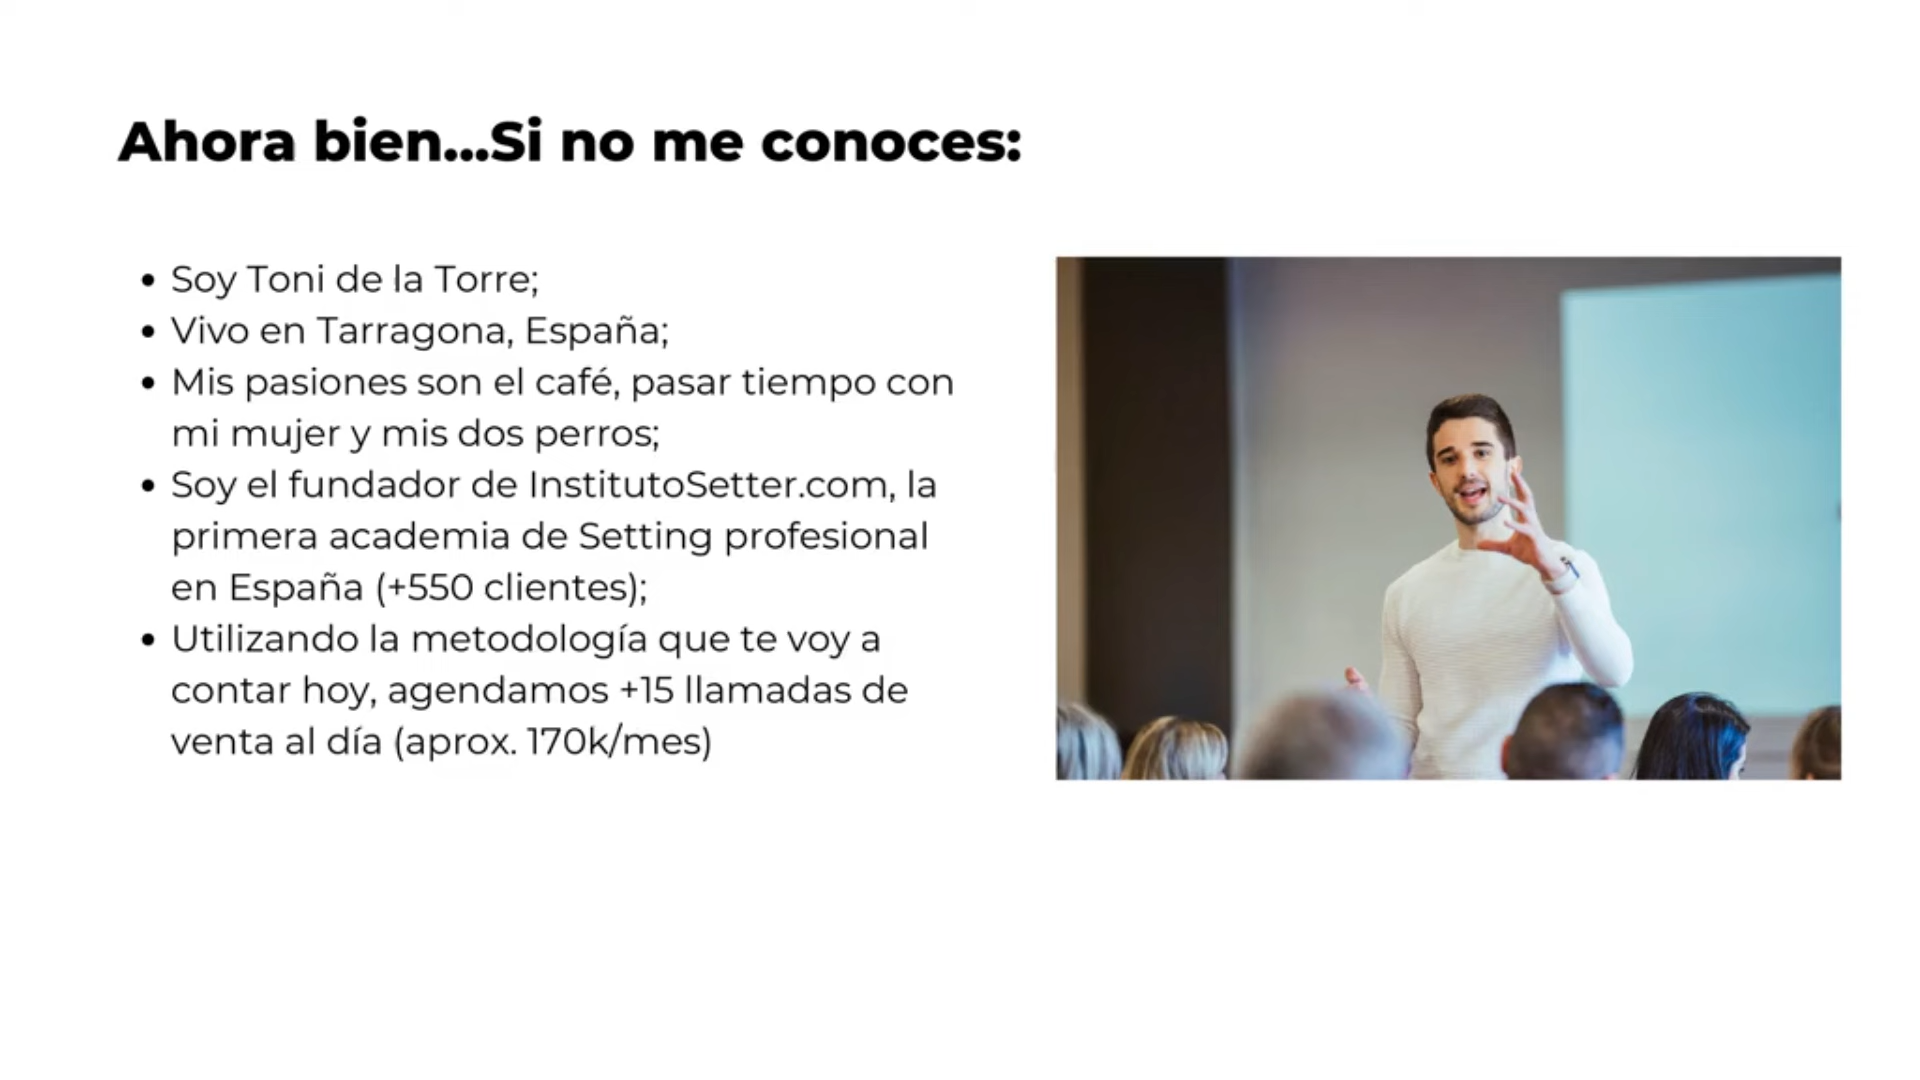 Ahora bien...Si no me conoces:
• Soy Toni de la Torre;
• Vivo en Tarragona, España;
• Mis pasiones son el café, pasar tiempo con
mi mujer y mis dos perros;
• Soy el fundador de InstitutoSetter.com, la
primera academia de Setting profesional
en España (+550 clientes);
• Utilizando la metodología que te voy a
contar hoy, agendamos +15 llamadas de
venta al día (aprox. 170k/mes)